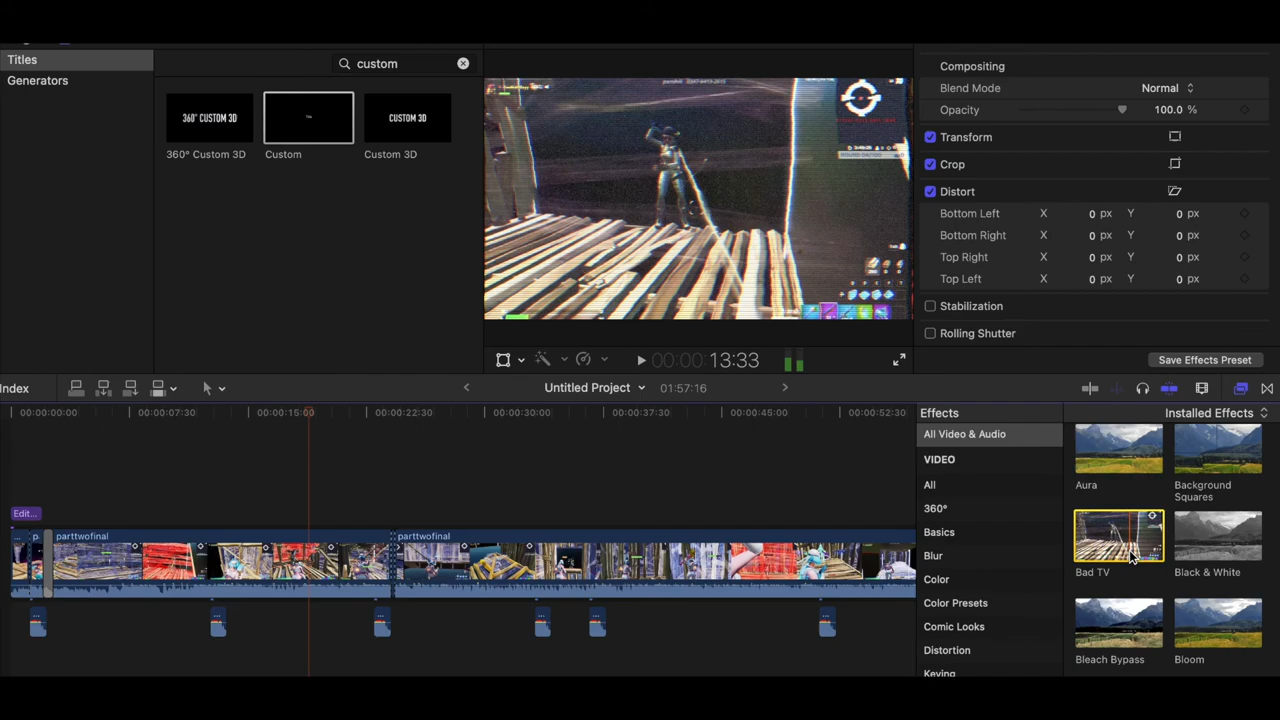 Titles
Generators
custom
360° CUSTOM 3D
CUSTOM 3D
360° Custom 3D
Custom
Custom 3D
Compositing
Blend Mode
Normal
Opacity
100.0 %
Transform
Crop
Distort
Bottom Left X 0 px Y 0 px
Bottom Right X 0 px Y 0 px
Top Right X 0 px Y 0 px
Top Left X 0 px Y 0 px
Stabilization
Rolling Shutter
Save Effects Preset
00:00:13:33
Index
Untitled Project
01:57:16
00:00:00:00
00:00:07:30
00:00:15:00
00:00:22:30
00:00:30:00
00:00:37:30
00:00:45:00
00:00:52:30
Edit...
... p.
parttwofinal
parttwofinal
Effects
Installed Effects
All Video & Audio
VIDEO
All
360°
Basics
Blur
Color
Color Presets
Comic Looks
Distortion
Keying
Aura
Background
Squares
Bad TV
Black & White
Bleach Bypass
Bloom